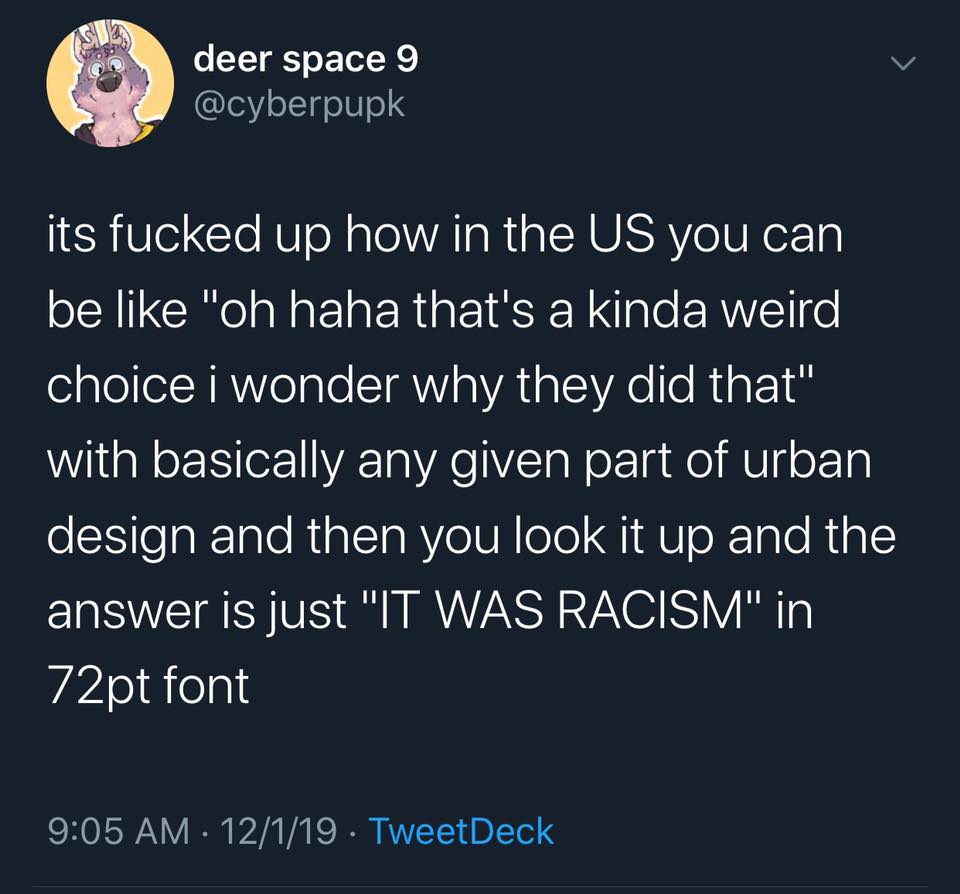 deer space 9
@cyberpupk
its fucked up how in the US you can
be like "oh haha that's a kinda weird
choice i wonder why they did that"
with basically any given part of urban
design and then you look it up and the
answer is just "IT WAS RACISM" in
72pt font
9:05 AM · 12/1/19 · TweetDeck